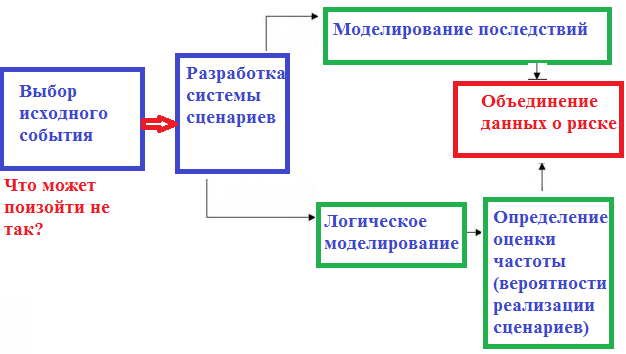 Моделирование последствий
Выбор
исходного
события
Разработка
системы
сценариев
Объединение
данных о риске
Что может
поизойти не
так?
Логическое
моделирование
Определение
оценки
частоты
(вероятности
реализации
сценариев)